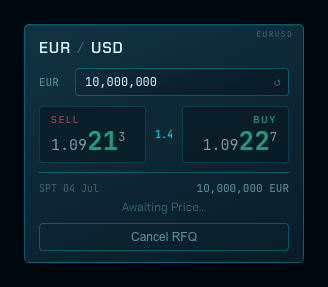 EURUSD
EUR / USD
EUR 10,000,000 ↺
SELL BUY
1.09213 1.4 1.09227
SPT 04 Jul 10,000,000 EUR
Awaiting Price…
Cancel RFQ